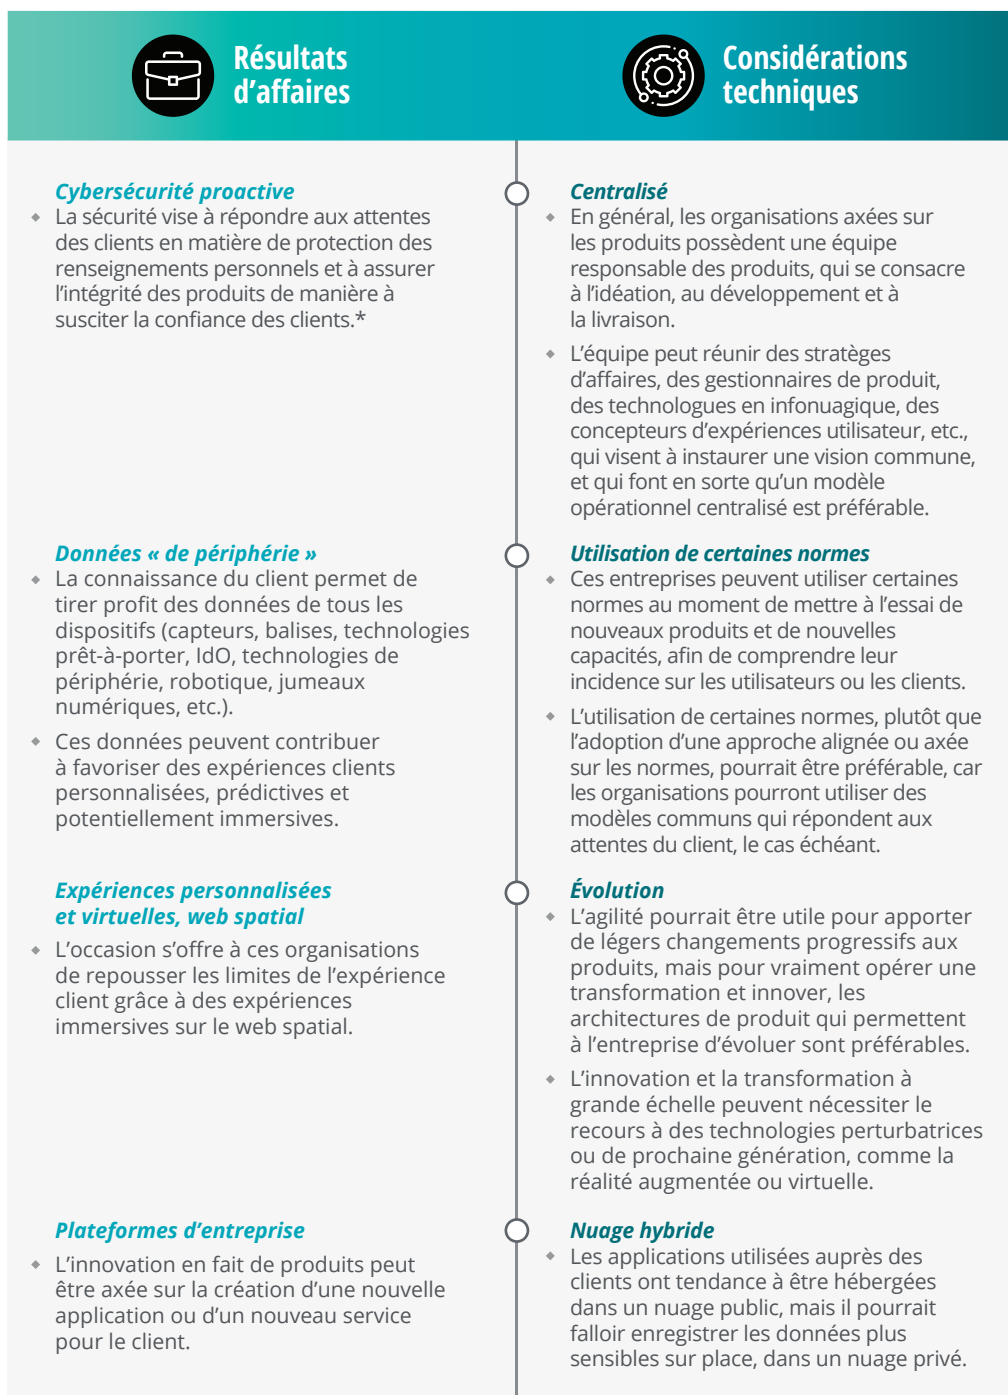 Résultats
d’affaires
Considérations
techniques
Cybersécurité proactive
La sécurité vise à répondre aux attentes
des clients en matière de protection des
renseignements personnels et à assurer
l’intégrité des produits de manière à
susciter la confiance des clients.*
Centralisé
En général, les organisations axées sur
les produits possèdent une équipe
responsable des produits, qui se consacre
à l’idéation, au développement et à
la livraison.
L’équipe peut réunir des stratèges
d’affaires, des gestionnaires de produit,
des technologues en infonuagique, des
concepteurs d’expériences utilisateur, etc.,
qui visent à instaurer une vision commune,
et qui font en sorte qu’un modèle
opérationnel centralisé est préférable.
Données « de périphérie »
La connaissance du client permet de
tirer profit des données de tous les
dispositifs (capteurs, balises, technologies
prêt-à-porter, IdO, technologies de
périphérie, robotique, jumeaux
numériques, etc.).
Ces données peuvent contribuer
à favoriser des expériences clients
personnalisées, prédictives et
potentiellement immersives.
Utilisation de certaines normes
Ces entreprises peuvent utiliser certaines
normes au moment de mettre à l’essai de
nouveaux produits et de nouvelles
capacités, afin de comprendre leur
incidence sur les utilisateurs ou les clients.
L’utilisation de certaines normes, plutôt que
l’adoption d’une approche alignée ou axée
sur les normes, pourrait être préférable, car
les organisations pourront utiliser des
modèles communs qui répondent aux
attentes du client, le cas échéant.
Expériences personnalisées
et virtuelles, web spatial
L’occasion s’offre à ces organisations
de repousser les limites de l’expérience
client grâce à des expériences
immersives sur le web spatial.
Évolution
L’agilité pourrait être utile pour apporter
de légers changements progressifs aux
produits, mais pour vraiment opérer une
transformation et innover, les
architectures de produit qui permettent
à l’entreprise d’évoluer sont préférables.
L’innovation et la transformation à
grande échelle peuvent nécessiter le
recours à des technologies perturbatrices
ou de prochaine génération, comme la
réalité augmentée ou virtuelle.
Plateformes d’entreprise
L’innovation en fait de produits peut
être axée sur la création d’une nouvelle
application ou d’un nouveau service
pour le client.
Nuage hybride
Les applications utilisées auprès des
clients ont tendance à être hébergées
dans un nuage public, mais il pourrait
falloir enregistrer les données plus
sensibles sur place, dans un nuage privé.